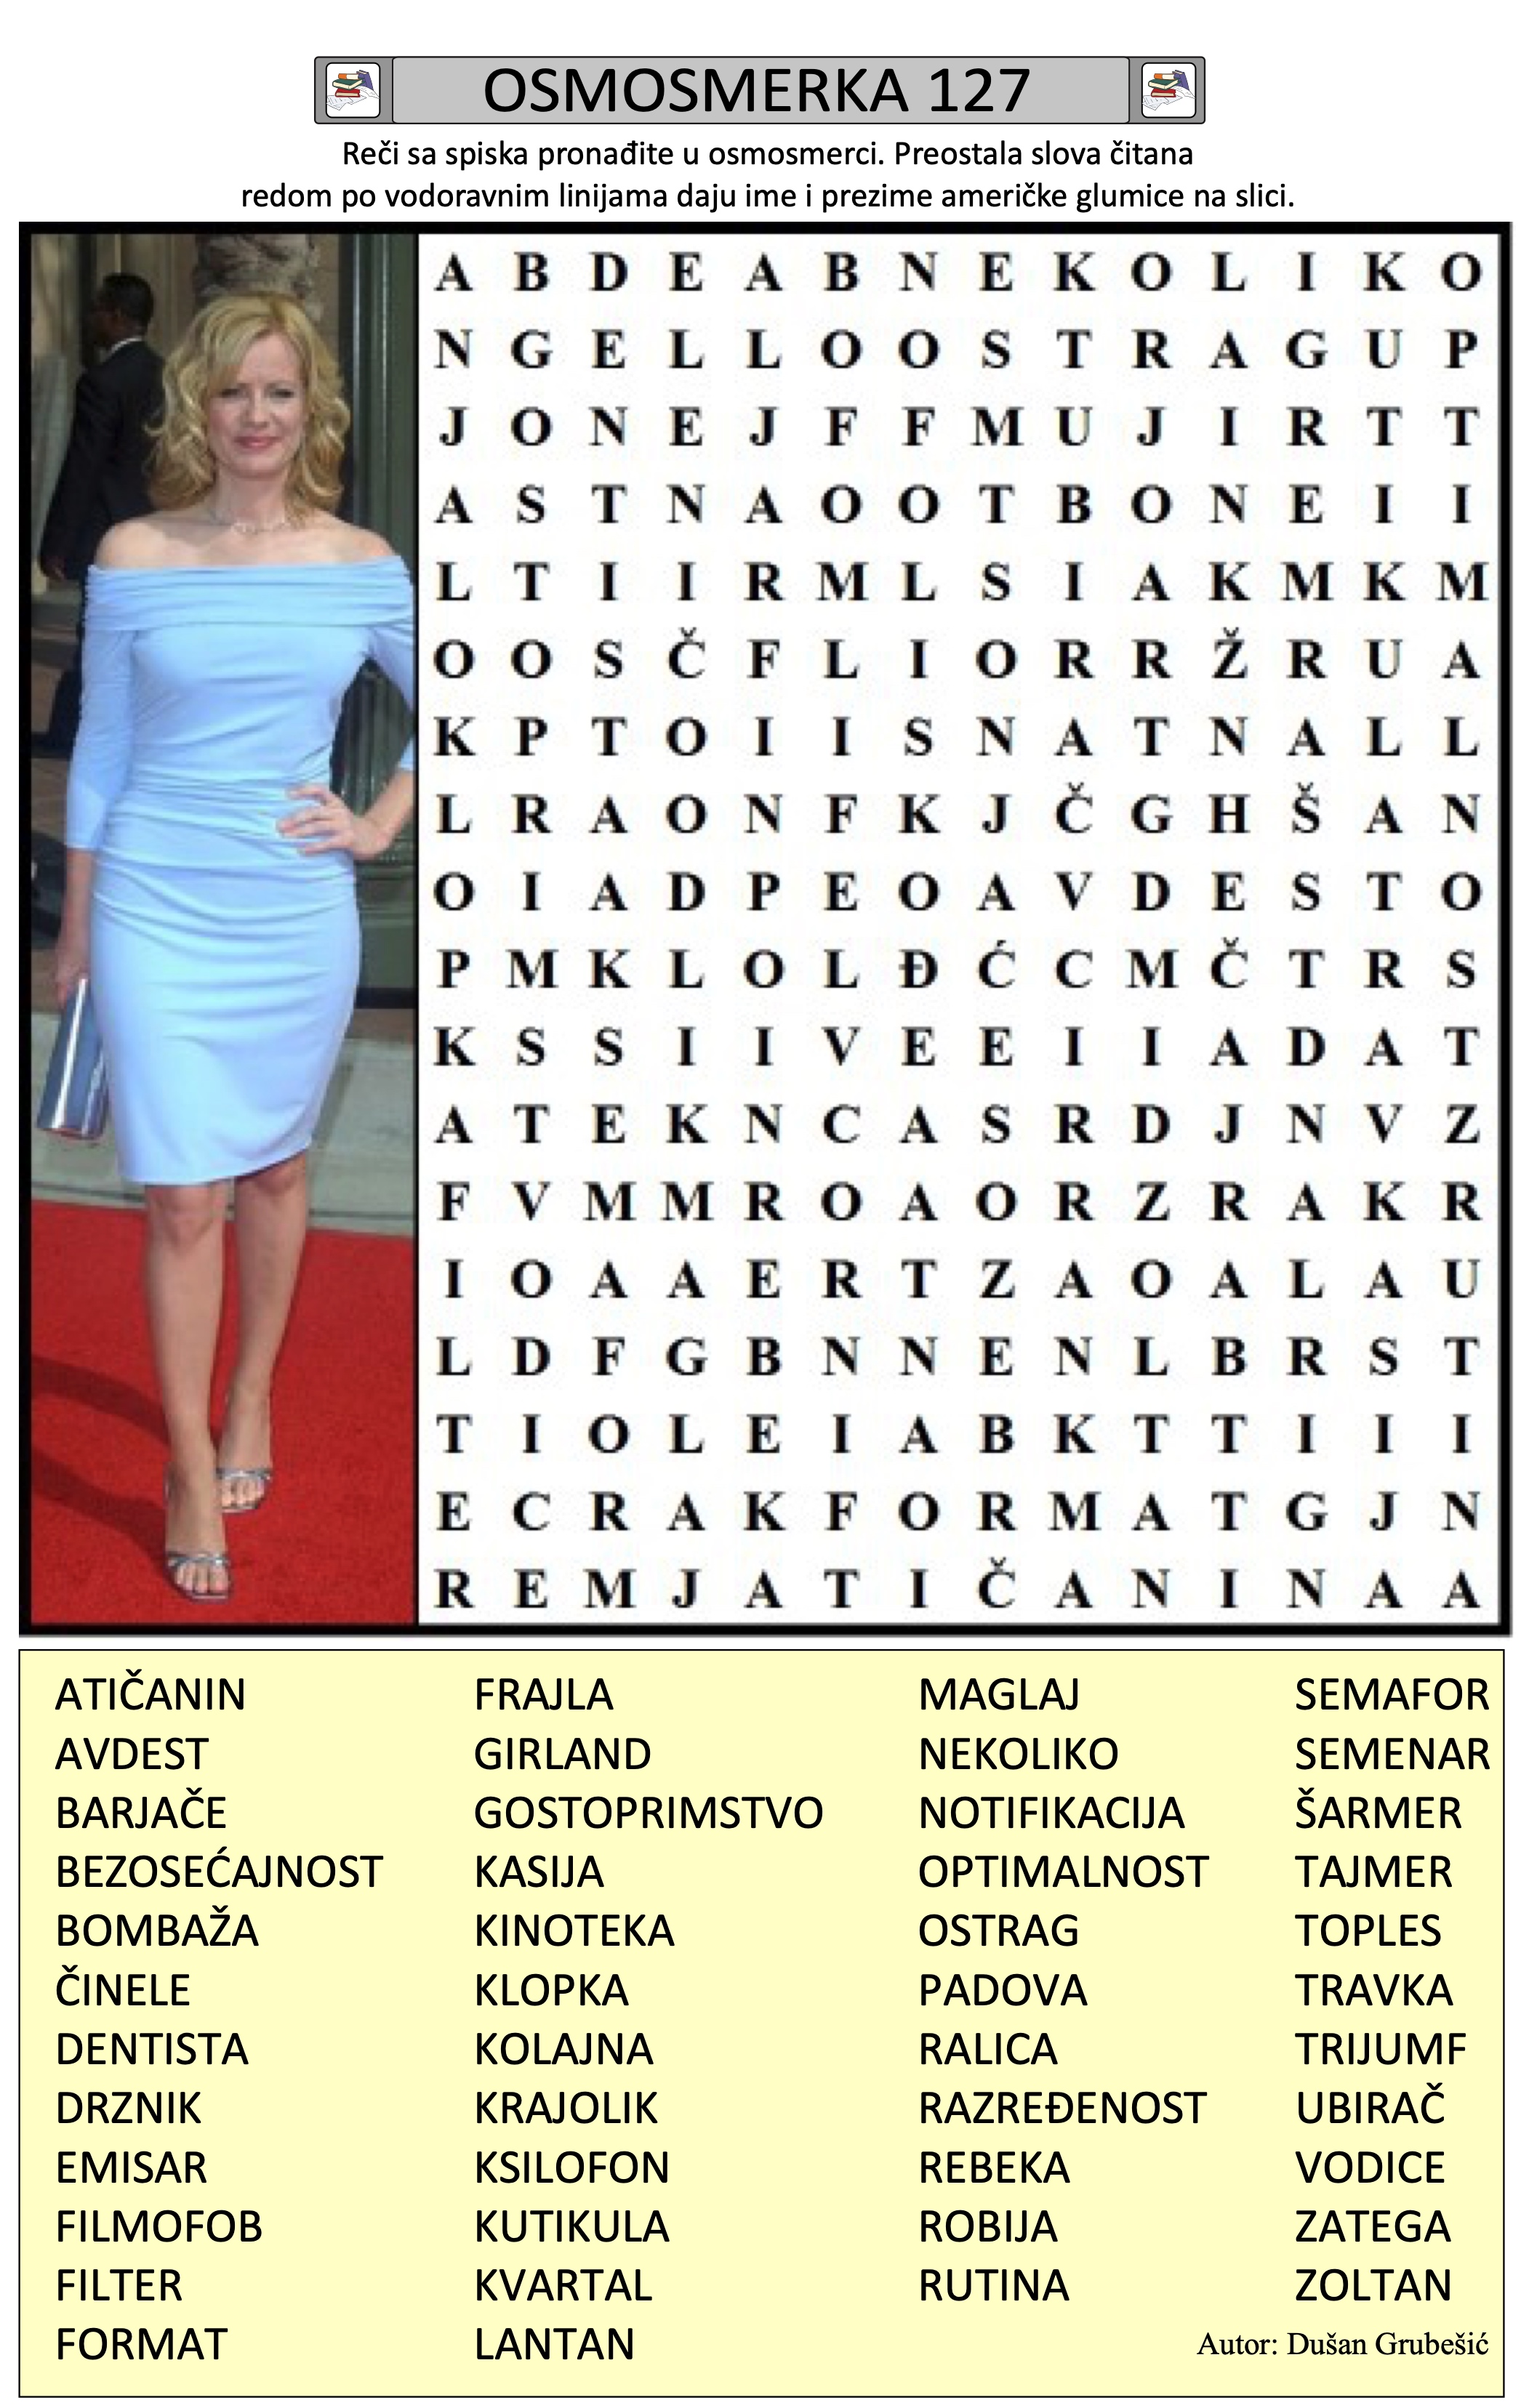 OSMOSMERKA 127
Reči sa spiska pronađite u osmosmerci. Preostala slova čitana
redom po vodoravnim linijama daju ime i prezime američke glumice na slici.
A B D E A B N E K O L I K O
N G E L L O O S T R A G U P
J O N E J F F M U J I R T T
A S T N A O O T B O N E I I
L T I I R M L S I A K M K M
O O S Č F L I O R R Ž R U A
K P T O I I S N A T N A L L
L R A O N F K J Č G H Š A N
O I A D P E O A V D E S T O
P M K L O L Đ Ć C M Č T R S
K S S I I V E E I I A D A T
A T E K N C A S R D J N V Z
F V M M R O A O R Z R A K R
I O A A E R T Z A O A L A U
L D F G B N N E N L B R S T
T I O L E I A B K T T I I I
E C R A K F O R M A T G J N
R E M J A T I Č A N I N A A
ATIČANIN FRAJLA MAGLAJ SEMAFOR
AVDEST GIRLAND NEKOLIKO SEMENAR
BARJAČE GOSTOPRIMSTVO NOTIFIKACIJA ŠARMER
BEZOSEĆAJNOST KASIJA OPTIMALNOST TAJMER
BOMBAŽA KINOTEKA OSTRAG TOPLES
ČINELE KLOPKA PADOVA TRAVKA
DENTISTA KOLAJNA RALICA TRIJUMF
DRZNIK KRAJOLIK RAZREĐENOST UBIRAČ
EMISAR KSILOFON REBEKA VODICE
FILMOFOB KUTIKULA ROBIJA ZATEGA
FILTER KVARTAL RUTINA ZOLTAN
FORMAT LANTAN Autor: Dušan Grubešić